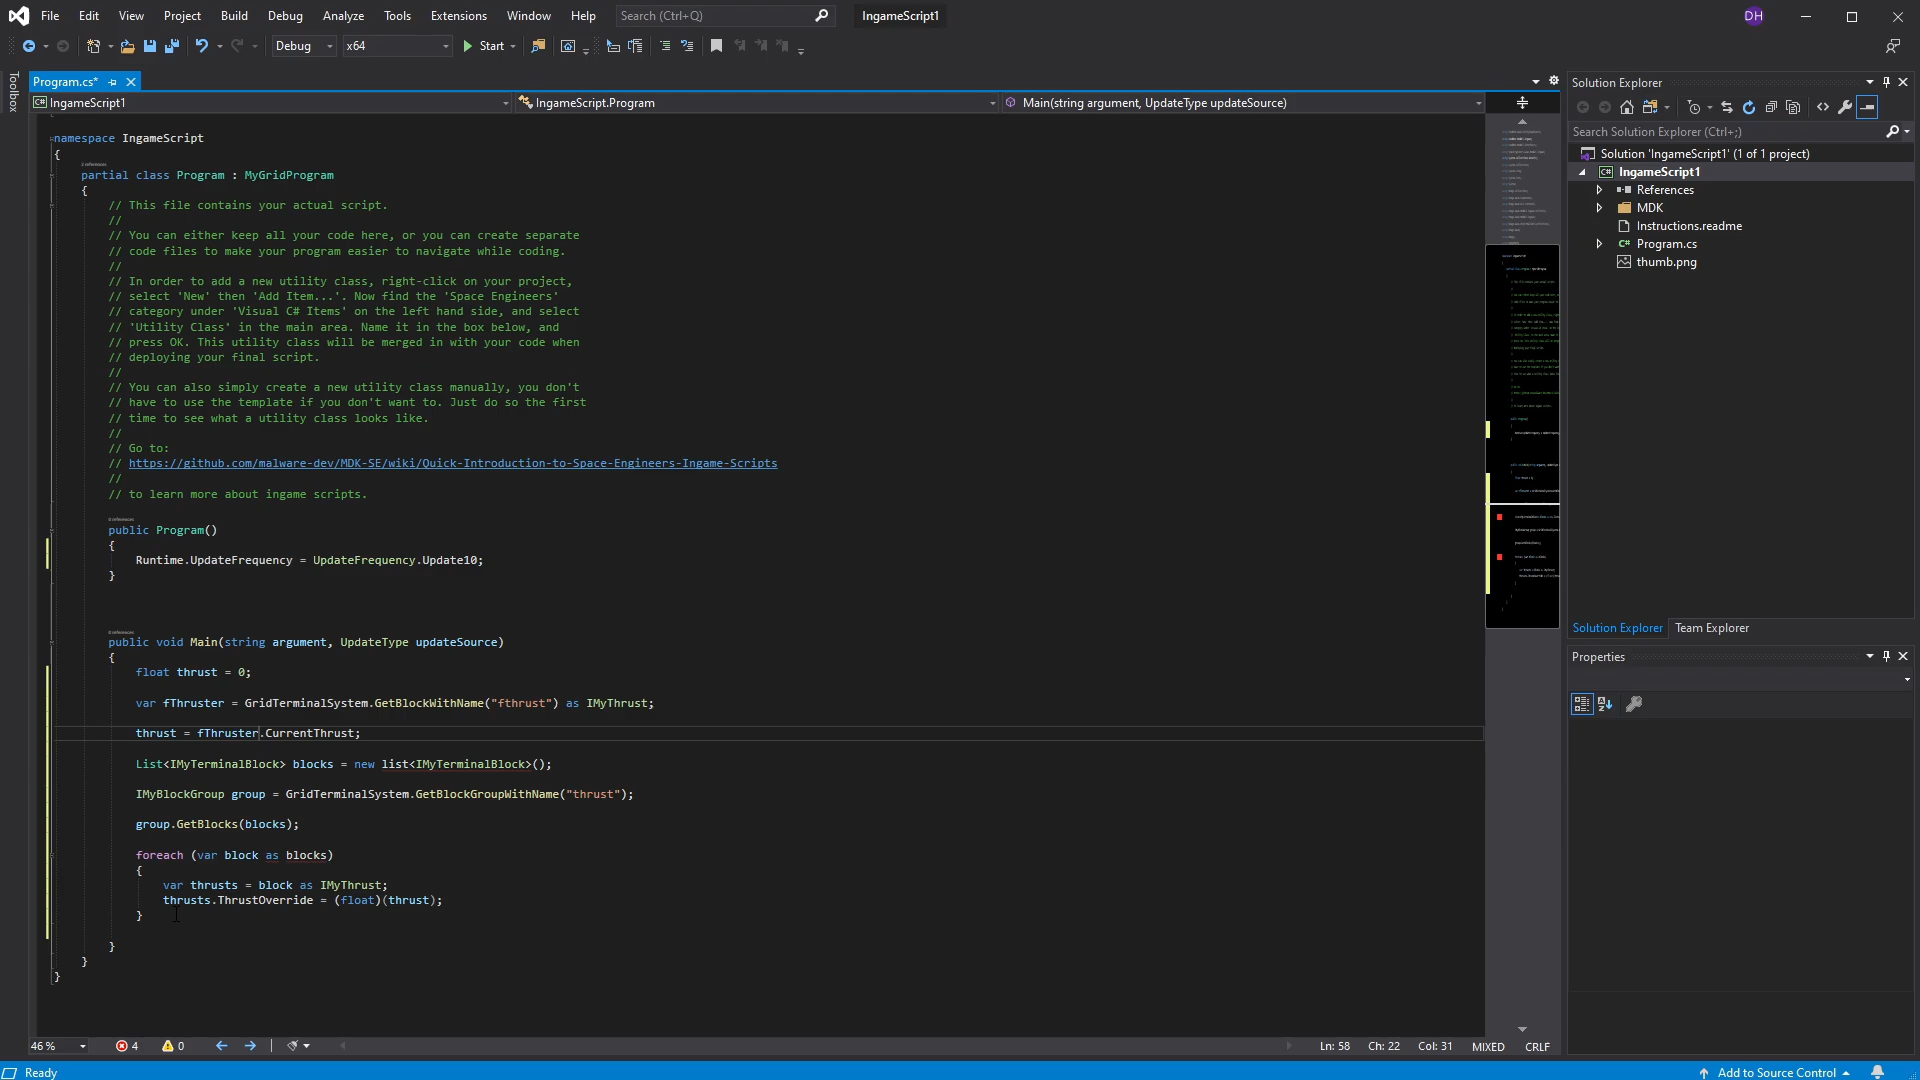 File Edit View Project Build Debug Analyze Tools Extensions Window Help Search (Ctrl+Q) IngameScript1 DH
Debug x64 Start
Toolbox
Program.cs*
IngameScript1 IngameScript.Program Main(string argument, UpdateType updateSource)
namespace IngameScript
{
partial class Program : MyGridProgram
{
// This file contains your actual script.
//
// You can either keep all your code here, or you can create separate
// code files to make your program easier to navigate while coding.
//
// In order to add a new utility class, right-click on your project,
// select 'New' then 'Add Item...'. Now find the 'Space Engineers'
// category under 'Visual C# Items' on the left hand side, and select
// 'Utility Class' in the main area. Name it in the box below, and
// press OK. This utility class will be merged in with your code when
// deploying your final script.
//
// You can also simply create a new utility class manually, you don't
// have to use the template if you don't want to. Just do so the first
// time to see what a utility class looks like.
//
// Go to:
// https://github.com/malware-dev/MDK-SE/wiki/Quick-Introduction-to-Space-Engineers-Ingame-Scripts
//
// to learn more about ingame scripts.
public Program()
{
Runtime.UpdateFrequency = UpdateFrequency.Update10;
}
public void Main(string argument, UpdateType updateSource)
{
float thrust = 0;
var fThruster = GridTerminalSystem.GetBlockWithName("fthrust") as IMyThrust;
thrust = fThruster.CurrentThrust;
List<IMyTerminalBlock> blocks = new list<IMyTerminalBlock>();
IMyBlockGroup group = GridTerminalSystem.GetBlockGroupWithName("thrust");
group.GetBlocks(blocks);
foreach (var block as blocks)
{
var thrusts = block as IMyThrust;
thrusts.ThrustOverride = (float)(thrust);
}
}
}
}
46 % 4 0 Ln: 58 Ch: 22 Col: 31 MIXED CRLF
Solution Explorer
Search Solution Explorer (Ctrl+;)
Solution 'IngameScript1' (1 of 1 project)
IngameScript1
References
MDK
Instructions.readme
Program.cs
thumb.png
Solution Explorer Team Explorer
Properties
Ready Add to Source Control